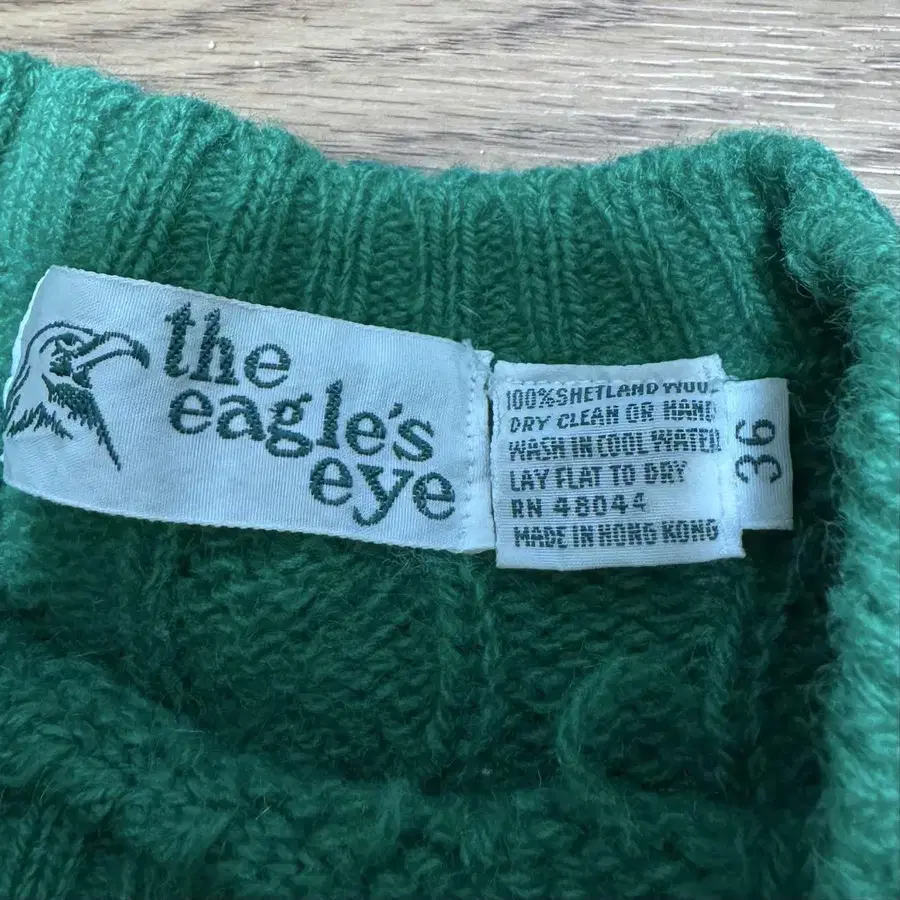 the
eagle's
eye
100% SHETLAND WOO
DRY CLEAN OR HAND
WASH IN COOL WATER
LAY FLAT TO DRY
RN 48044
MADE IN HONG KONG
36